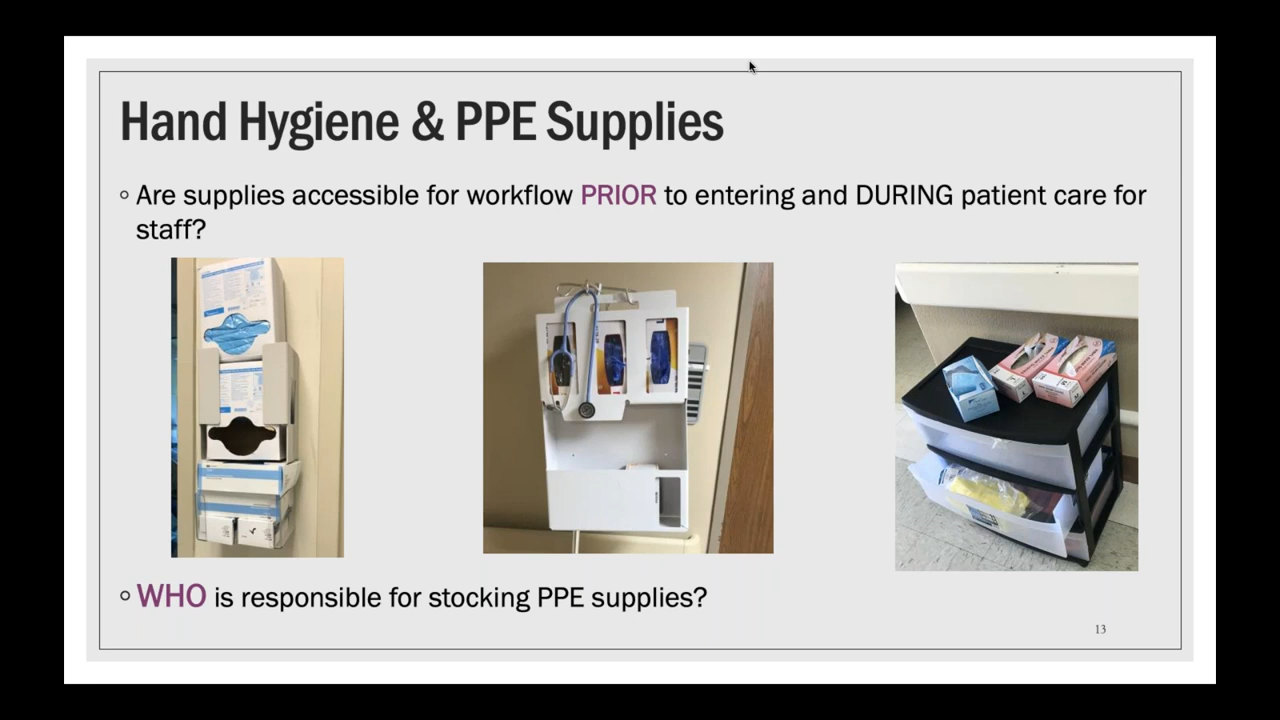 Hand Hygiene & PPE Supplies
◦ Are supplies accessible for workflow PRIOR to entering and DURING patient care for
staff?
◦ WHO is responsible for stocking PPE supplies?
13